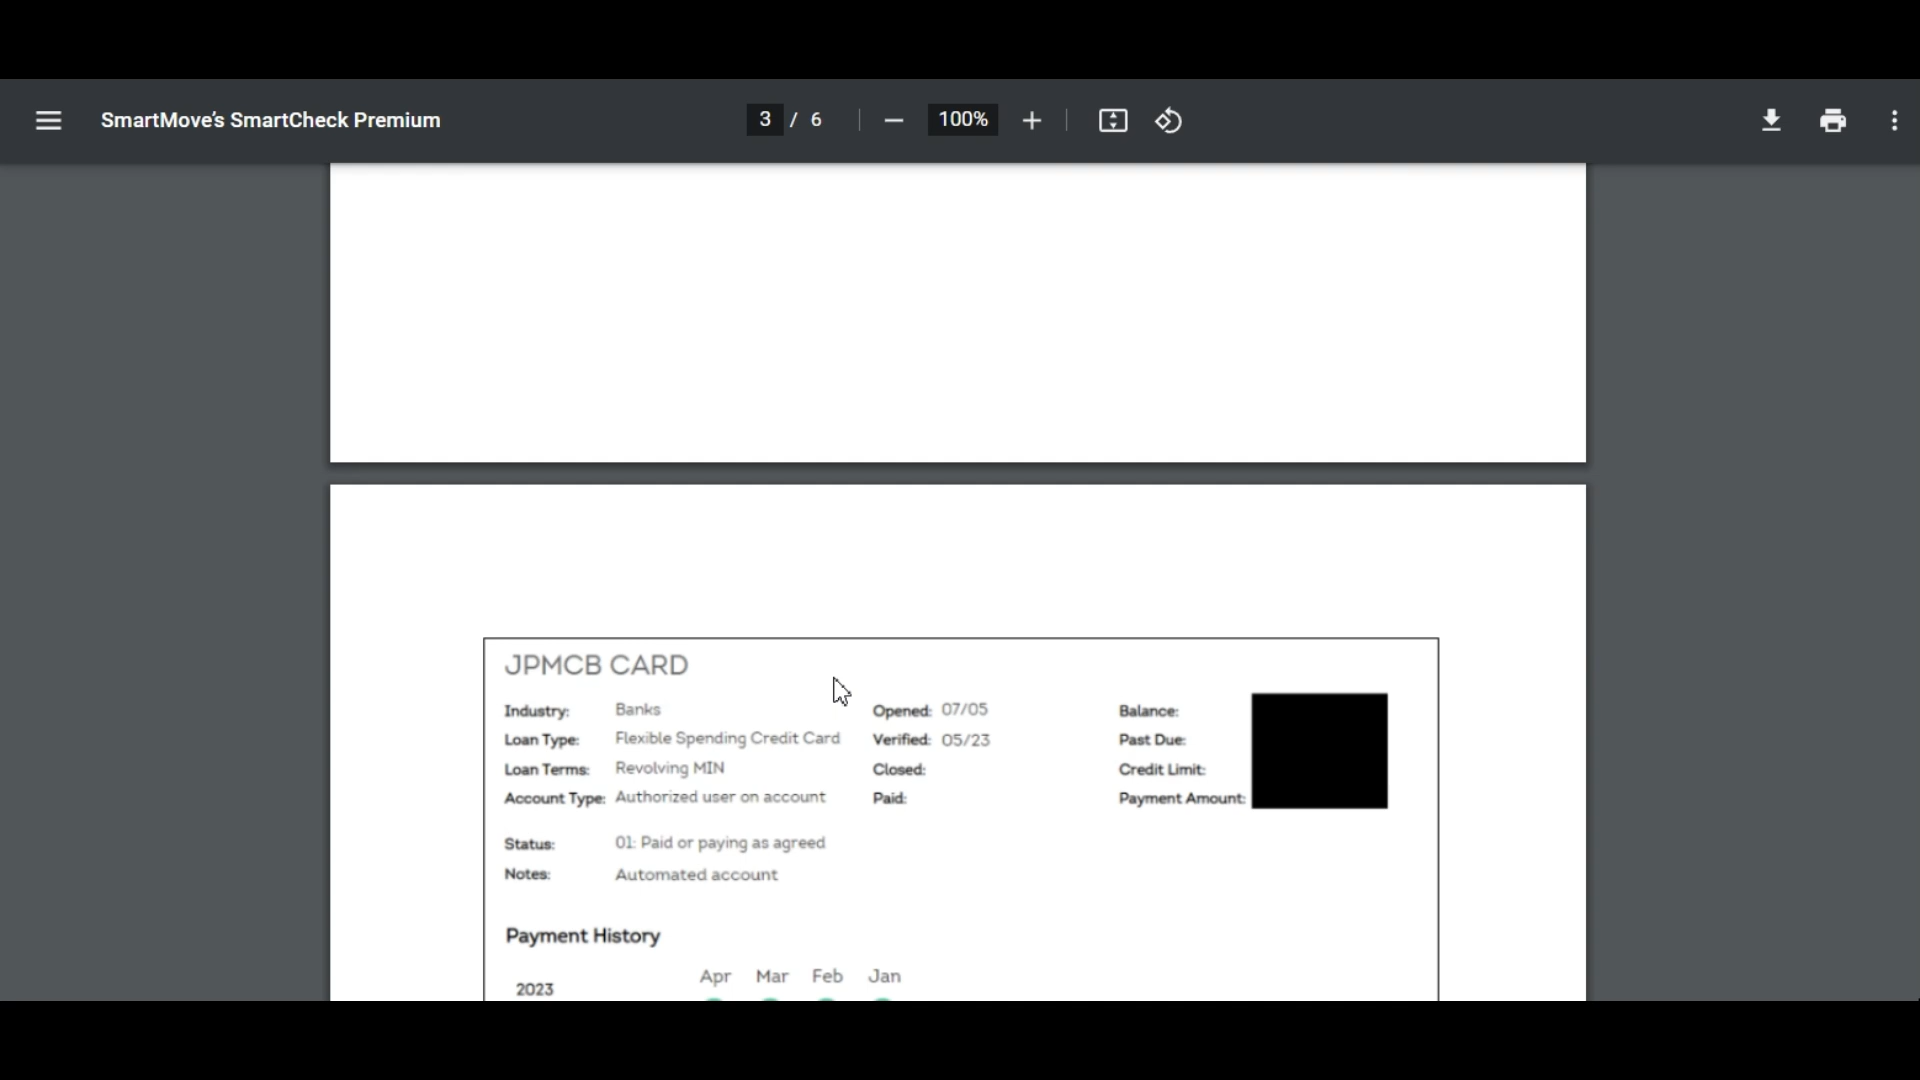 SmartMove’s SmartCheck Premium 3 / 6 100%
JPMCB CARD
Industry: Banks Opened: 07/05 Balance:
Loan Type: Flexible Spending Credit Card Verified: 05/23 Past Due:
Loan Terms: Revolving MIN Closed: Credit Limit:
Account Type: Authorized user on account Paid: Payment Amount:
Status: 01: Paid or paying as agreed
Notes: Automated account
Payment History
Apr Mar Feb Jan
2023